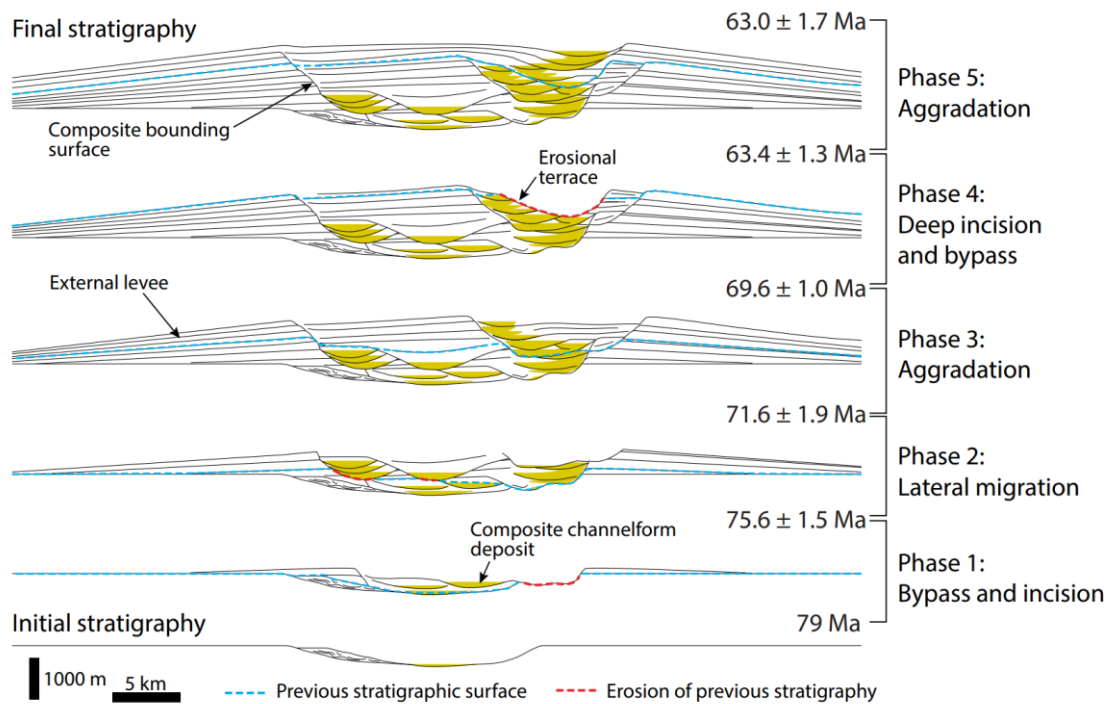 Final stratigraphy
63.0 ± 1.7 Ma
Phase 5:
Aggradation
Composite bounding
surface
63.4 ± 1.3 Ma
Erosional
terrace
Phase 4:
Deep incision
and bypass
69.6 ± 1.0 Ma
External levee
Phase 3:
Aggradation
71.6 ± 1.9 Ma
Phase 2:
Lateral migration
75.6 ± 1.5 Ma
Composite channelform
deposit
Phase 1:
Bypass and incision
Initial stratigraphy
79 Ma
1000 m
5 km
Previous stratigraphic surface
Erosion of previous stratigraphy